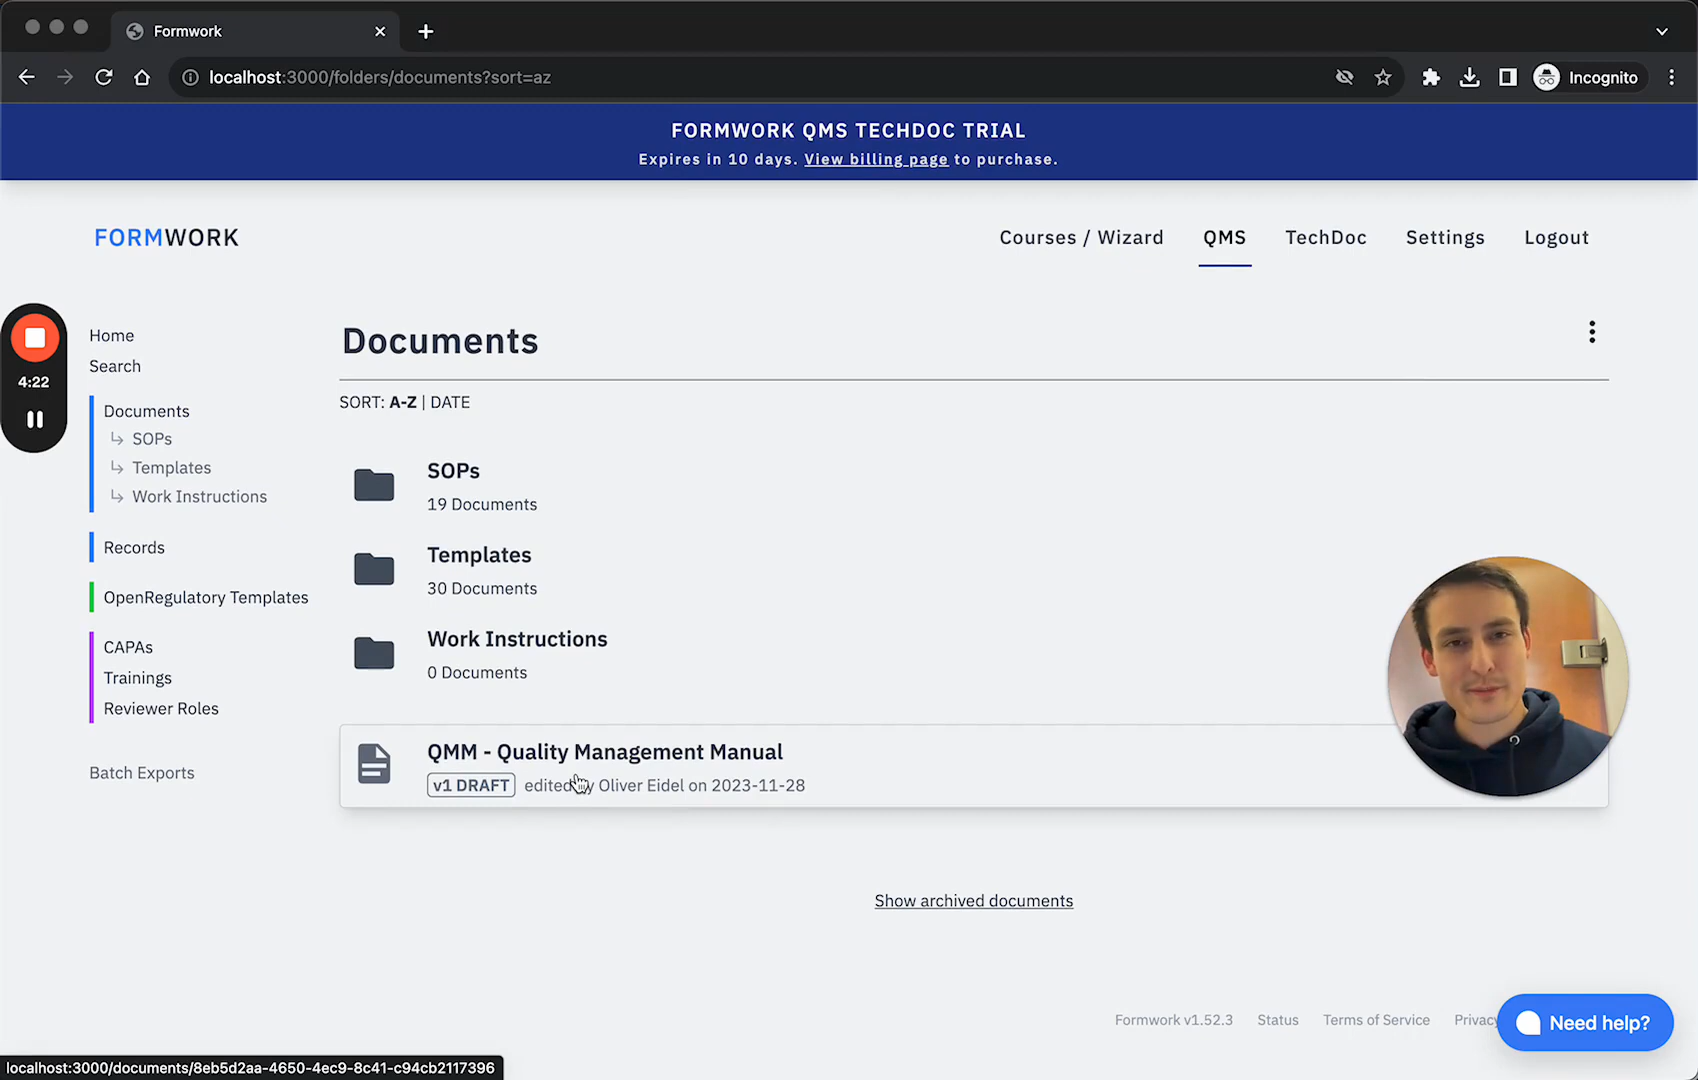 Formwork
localhost:3000/folders/documents?sort=az
Incognito
FORMWORK QMS TECHDOC TRIAL
Expires in 10 days. View billing page to purchase.
FORMWORK
Courses / Wizard
QMS
TechDoc
Settings
Logout
4:22
Home
Search
Documents
SOPs
Templates
Work Instructions
Records
OpenRegulatory Templates
CAPAs
Trainings
Reviewer Roles
Batch Exports
Documents
SORT: A-Z | DATE
SOPs
19 Documents
Templates
30 Documents
Work Instructions
0 Documents
QMM - Quality Management Manual
v1 DRAFT edited by Oliver Eidel on 2023-11-28
Show archived documents
Formwork v1.52.3
Status
Terms of Service
Privacy
Need help?
localhost:3000/documents/8eb5d2aa-4650-4ec9-8c41-c94cb2117396